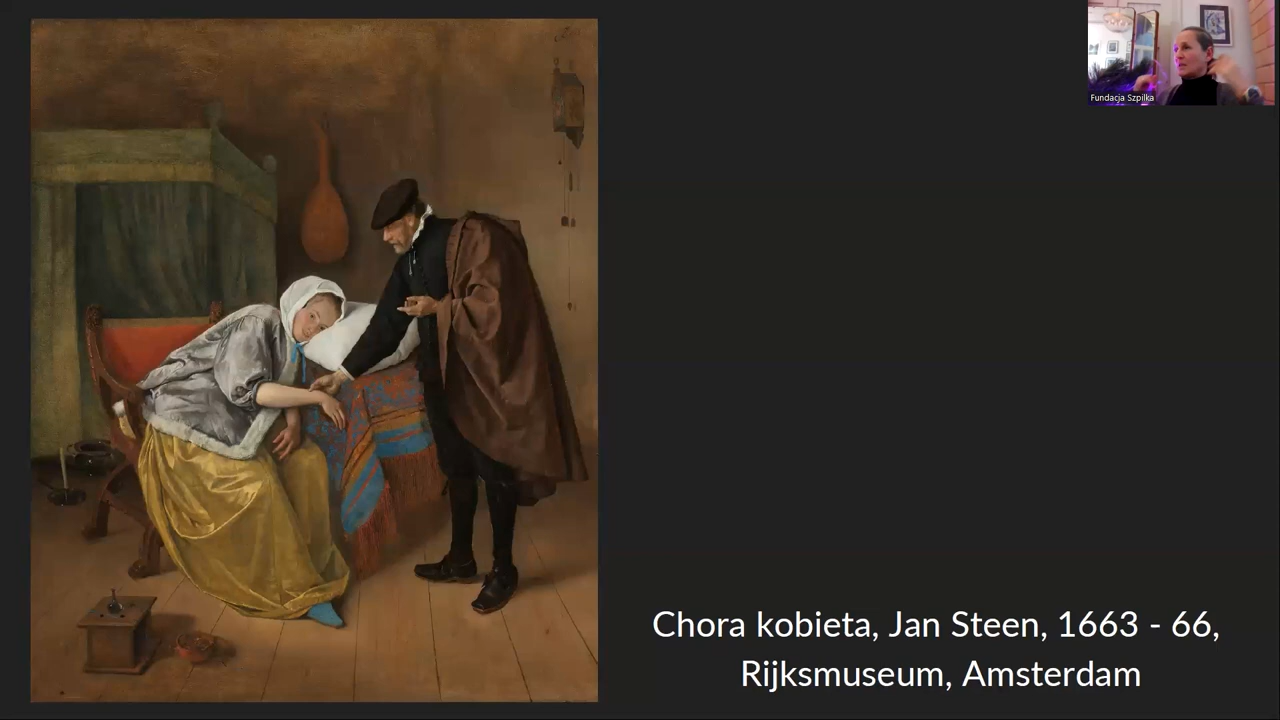 Fundacja Szpilka
Chora kobieta, Jan Steen, 1663 - 66,
Rijksmuseum, Amsterdam